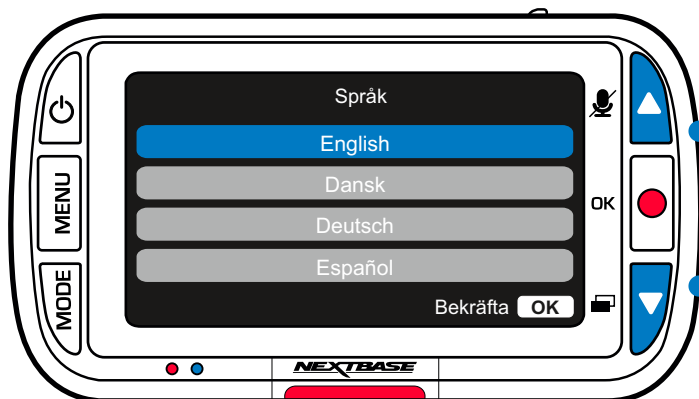 Språk
English
Dansk
Deutsch
Español
Bekräfta OK
MENU
MODE
OK
NEXTBASE